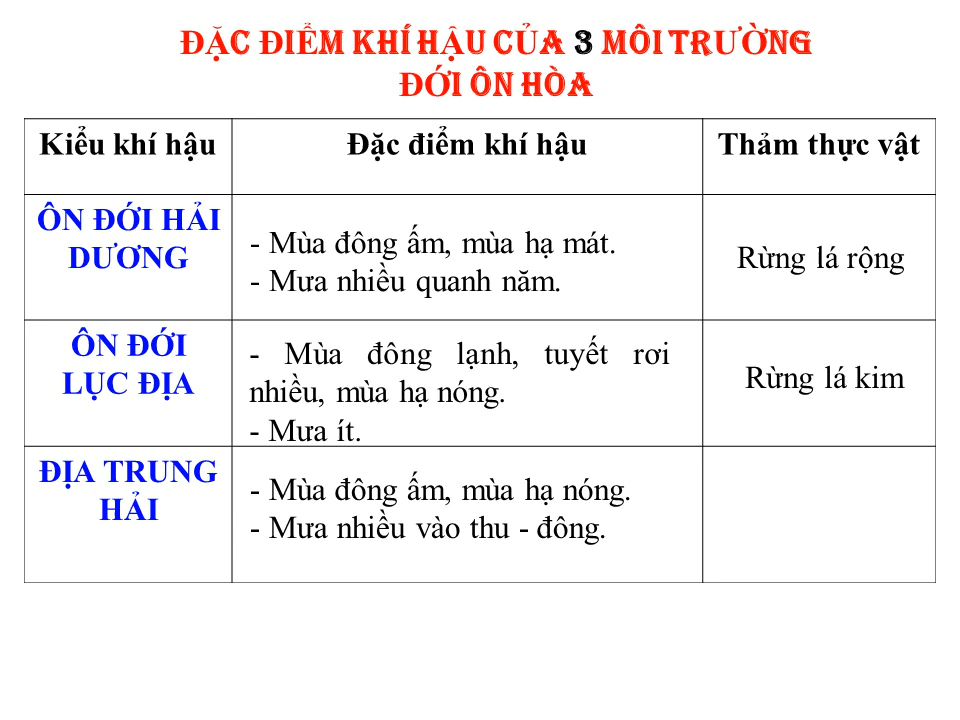 ĐẶC ĐIỂM KHÍ HẬU CỦA 3 MÔI TRƯỜNG
ĐỚI ÔN HÒA
Kiểu khí hậu
Đặc điểm khí hậu
Thảm thực vật
ÔN ĐỚI HẢI
DƯƠNG
- Mùa đông ấm, mùa hạ mát.
- Mưa nhiều quanh năm.
Rừng lá rộng
ÔN ĐỚI
LỤC ĐỊA
- Mùa đông lạnh, tuyết rơi
nhiều, mùa hạ nóng.
- Mưa ít.
Rừng lá kim
ĐỊA TRUNG
HẢI
- Mùa đông ấm, mùa hạ nóng.
- Mưa nhiều vào thu - đông.